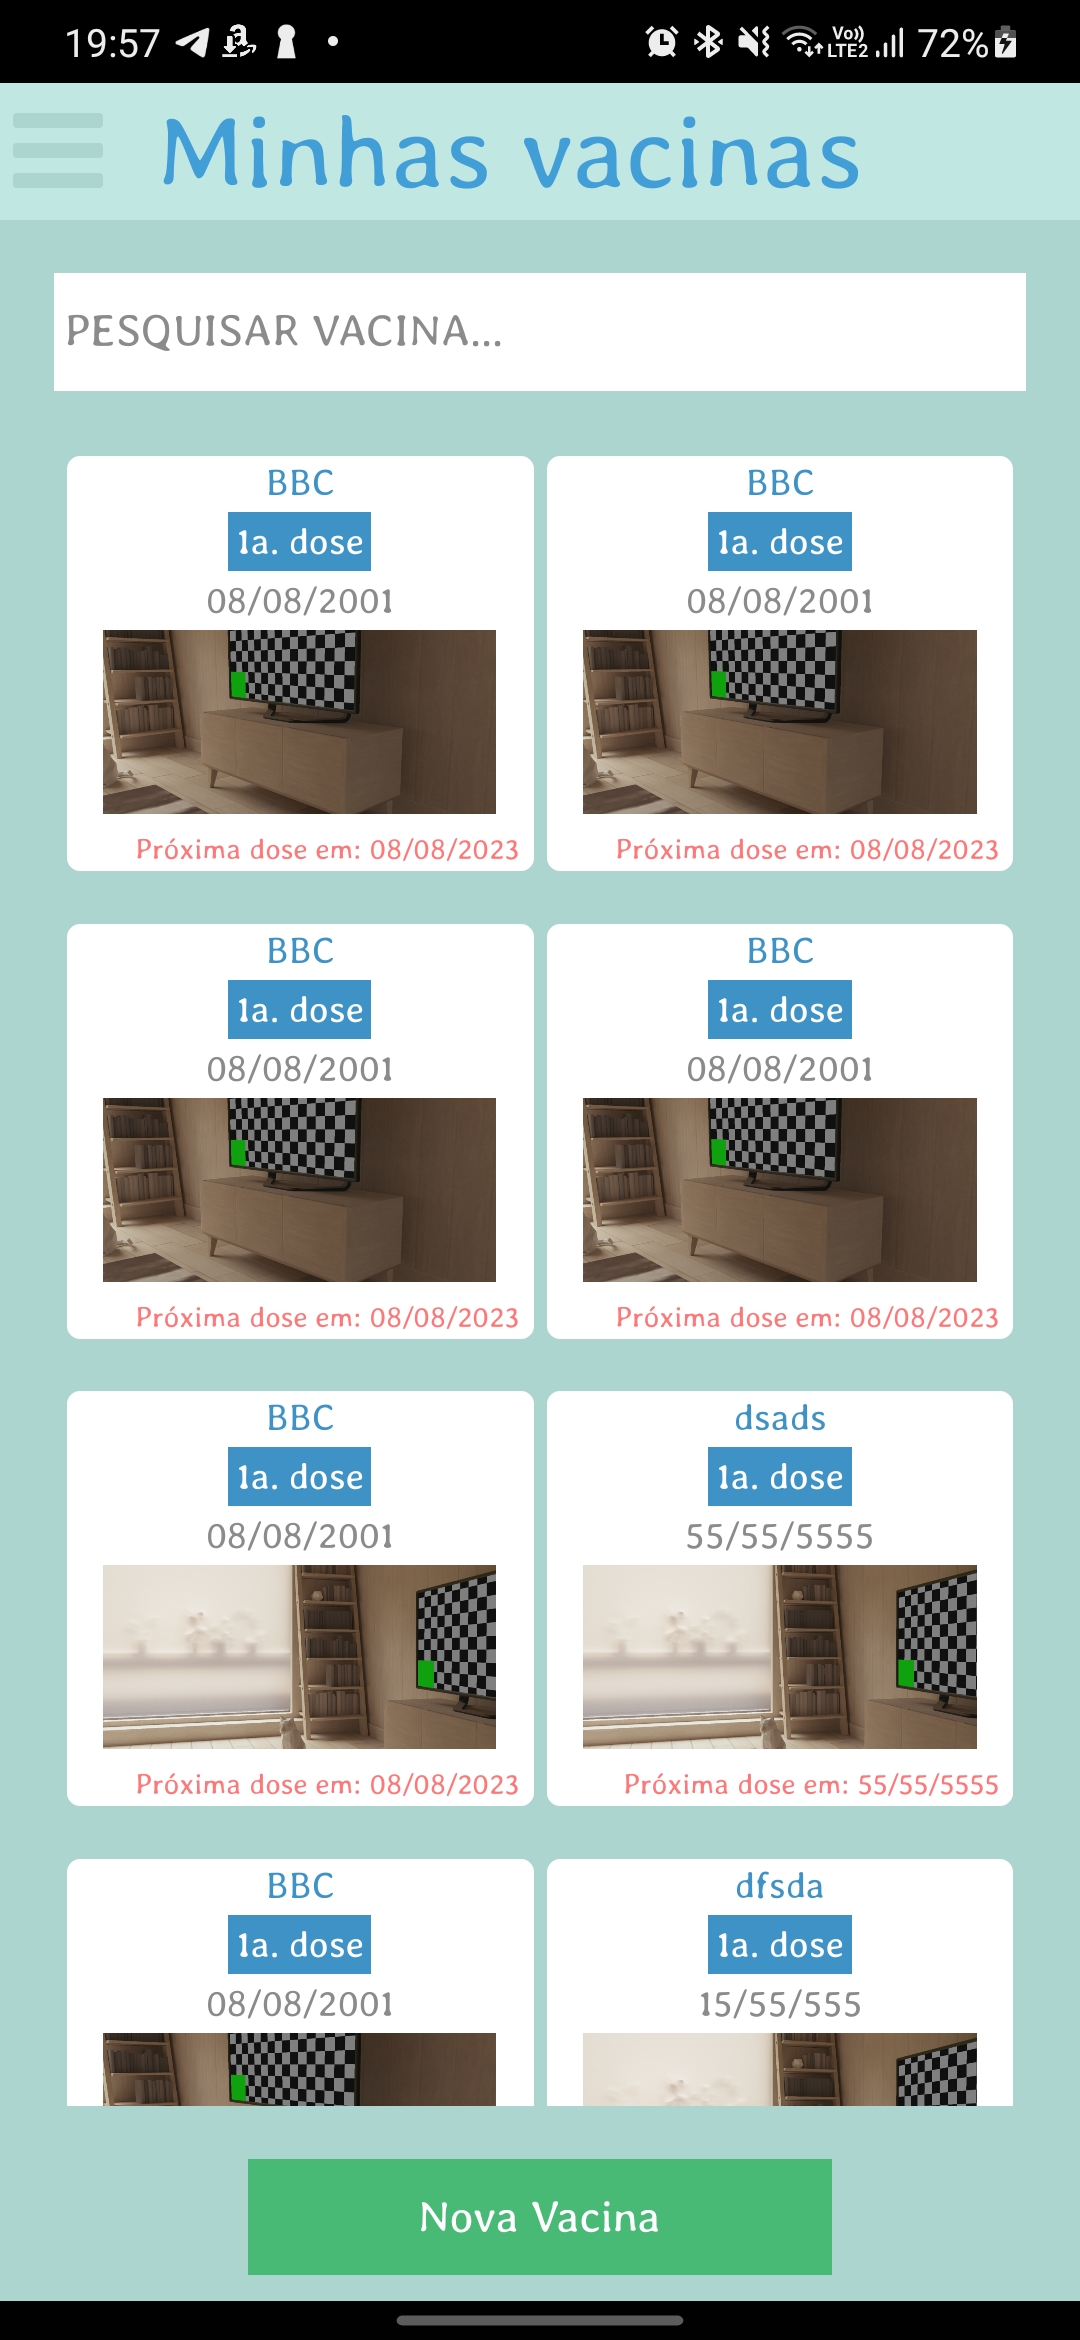 19:57 Vo)) LTE2 72%
Minhas vacinas
PESQUISAR VACINA...
BBC
1a. dose
08/08/2001
Próxima dose em: 08/08/2023
BBC
1a. dose
08/08/2001
Próxima dose em: 08/08/2023
BBC
1a. dose
08/08/2001
Próxima dose em: 08/08/2023
BBC
1a. dose
08/08/2001
Próxima dose em: 08/08/2023
BBC
1a. dose
08/08/2001
Próxima dose em: 08/08/2023
dsads
1a. dose
55/55/5555
Próxima dose em: 55/55/5555
BBC
1a. dose
08/08/2001
dfsda
1a. dose
15/55/555
Nova Vacina